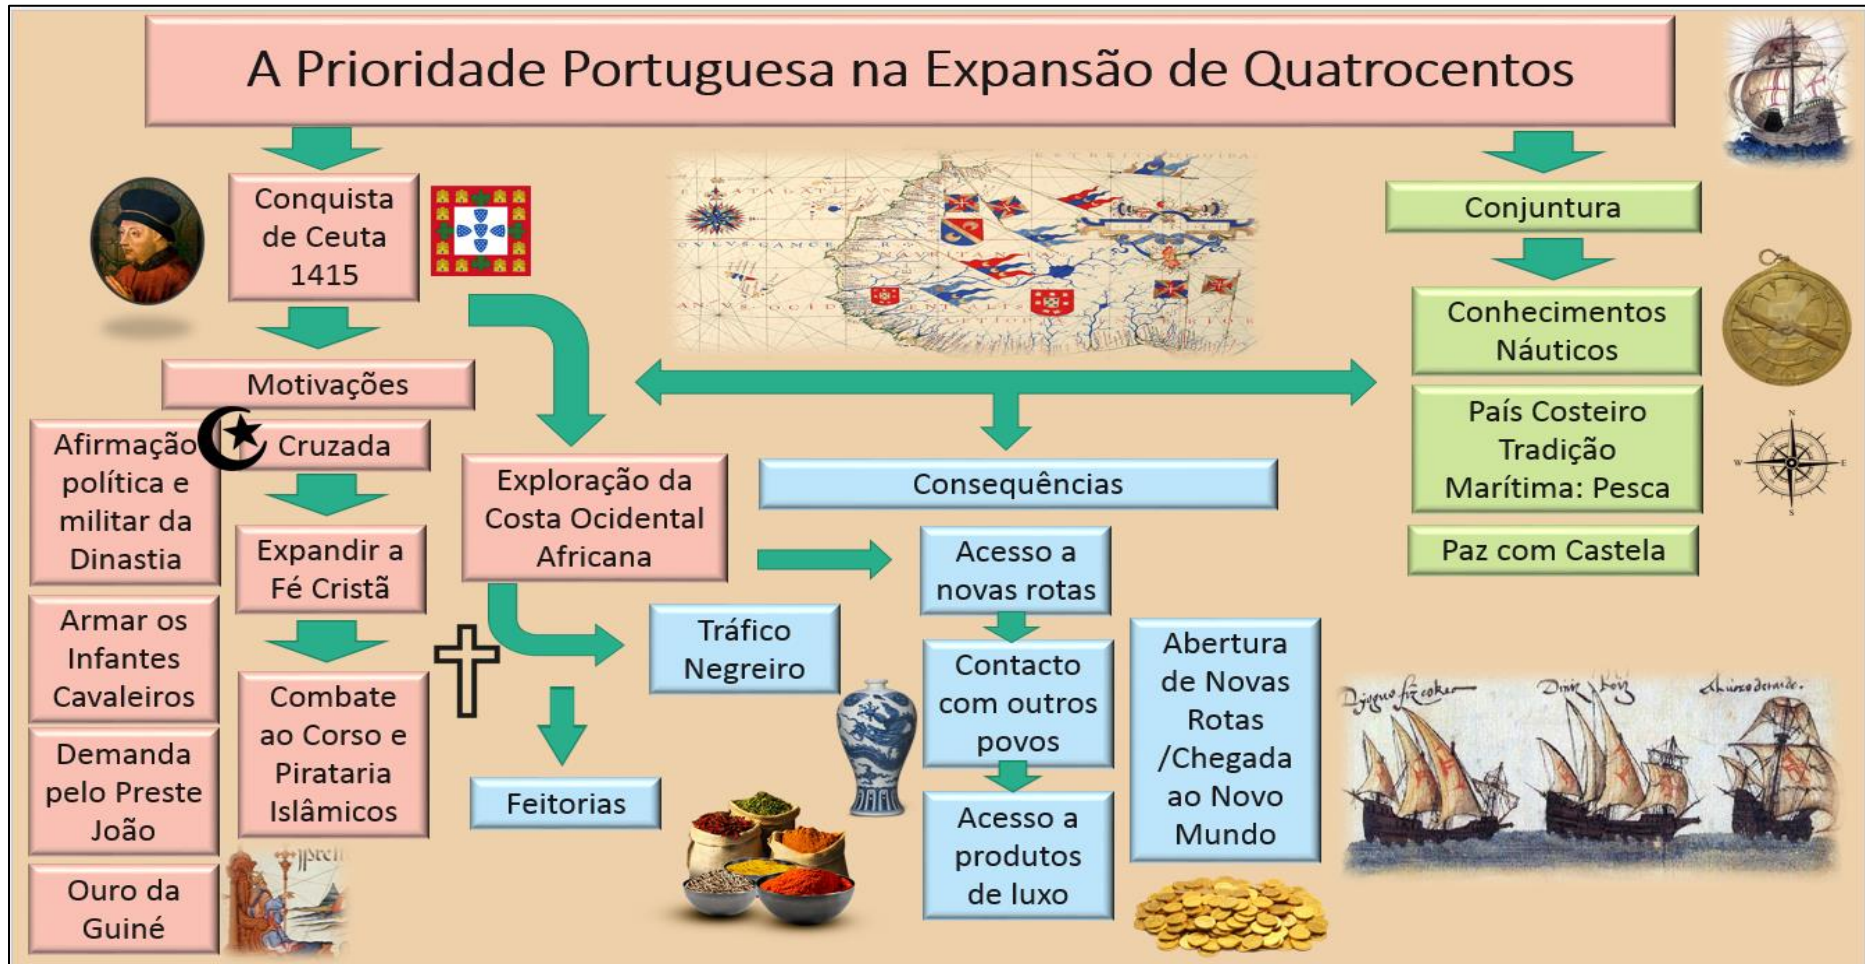 A Prioridade Portuguesa na Expansão de Quatrocentos
Conquista
de Ceuta
1415
Motivações
Afirmação
política e
militar da
Dinastia
Armar os
Infantes
Cavaleiros
Demanda
pelo Preste
João
Ouro da
Guiné
Cruzada
Expandir a
Fé Cristã
Combate
ao Corso e
Pirataria
Islâmicos
Exploração da
Costa Ocidental
Africana
Tráfico
Negreiro
Feitorias
Consequências
Acesso a
novas rotas
Contacto
com outros
povos
Acesso a
produtos
de luxo
Abertura
de Novas
Rotas
/Chegada
ao Novo
Mundo
Conjuntura
Conhecimentos
Náuticos
País Costeiro
Tradição
Marítima: Pesca
Paz com Castela
N
W
E
S